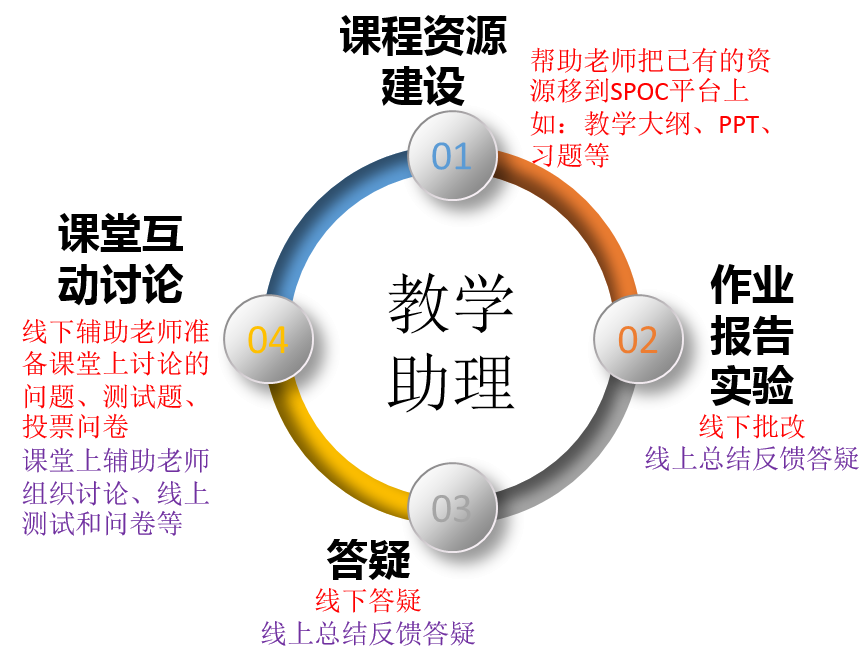 课程资源
建设
帮助老师把已有的资
源移到SPOC平台上
如：教学大纲、PPT、
习题等
01
课堂互
动讨论
线下辅助老师准
备课堂上讨论的
问题、测试题、
投票问卷
课堂上辅助老师
组织讨论、线上
测试和问卷等
04
教学
助理
02
作业
报告
实验
线下批改
线上总结反馈答疑
03
答疑
线下答疑
线上总结反馈答疑